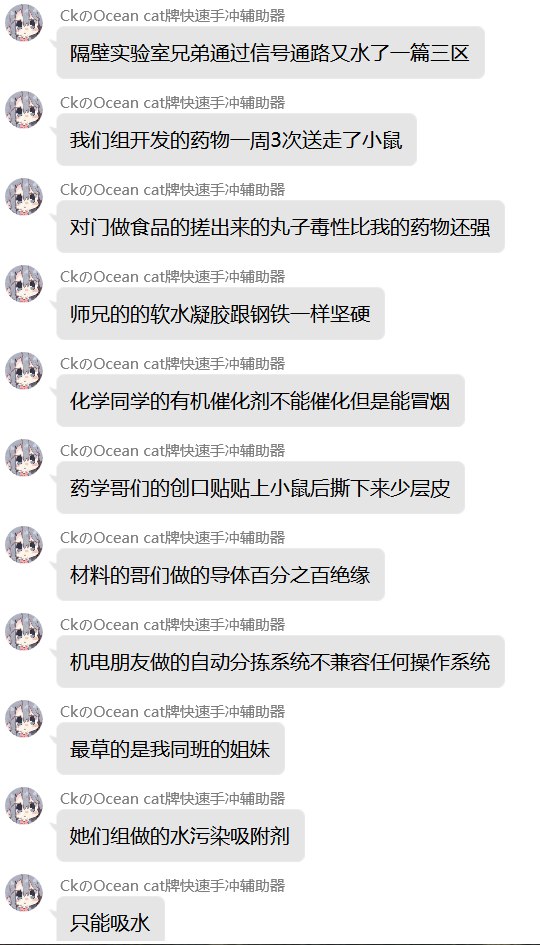 CkのOcean cat牌快速手冲辅助器
隔壁实验室兄弟通过信号通路又水了一篇三区
CkのOcean cat牌快速手冲辅助器
我们组开发的药物一周3次送走了小鼠
CkのOcean cat牌快速手冲辅助器
对门做食品的搓出来的丸子毒性比我的药物还强
CkのOcean cat牌快速手冲辅助器
师兄的的软水凝胶跟钢铁一样坚硬
CkのOcean cat牌快速手冲辅助器
化学同学的有机催化剂不能催化但是能冒烟
CkのOcean cat牌快速手冲辅助器
药学哥们的创口贴贴上小鼠后撕下来少层皮
CkのOcean cat牌快速手冲辅助器
材料的哥们做的导体百分之百绝缘
CkのOcean cat牌快速手冲辅助器
机电朋友做的自动分拣系统不兼容任何操作系统
CkのOcean cat牌快速手冲辅助器
最草的是我同班的姐妹
CkのOcean cat牌快速手冲辅助器
她们组做的水污染吸附剂
CkのOcean cat牌快速手冲辅助器
只能吸水